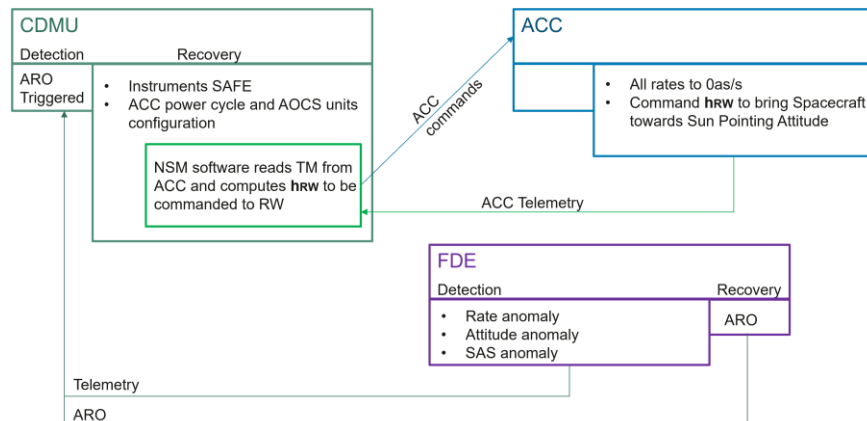 CDMU
Detection Recovery
ARO
Triggered
• Instruments SAFE
• ACC power cycle and AOCS units
configuration
NSM software reads TM from
ACC and computes hRW to be
commanded to RW
ACC
commands
ACC
• All rates to 0as/s
• Command hRW to bring Spacecraft
towards Sun Pointing Attitude
ACC Telemetry
FDE
Detection Recovery
• Rate anomaly
• Attitude anomaly
• SAS anomaly
ARO
Telemetry
ARO